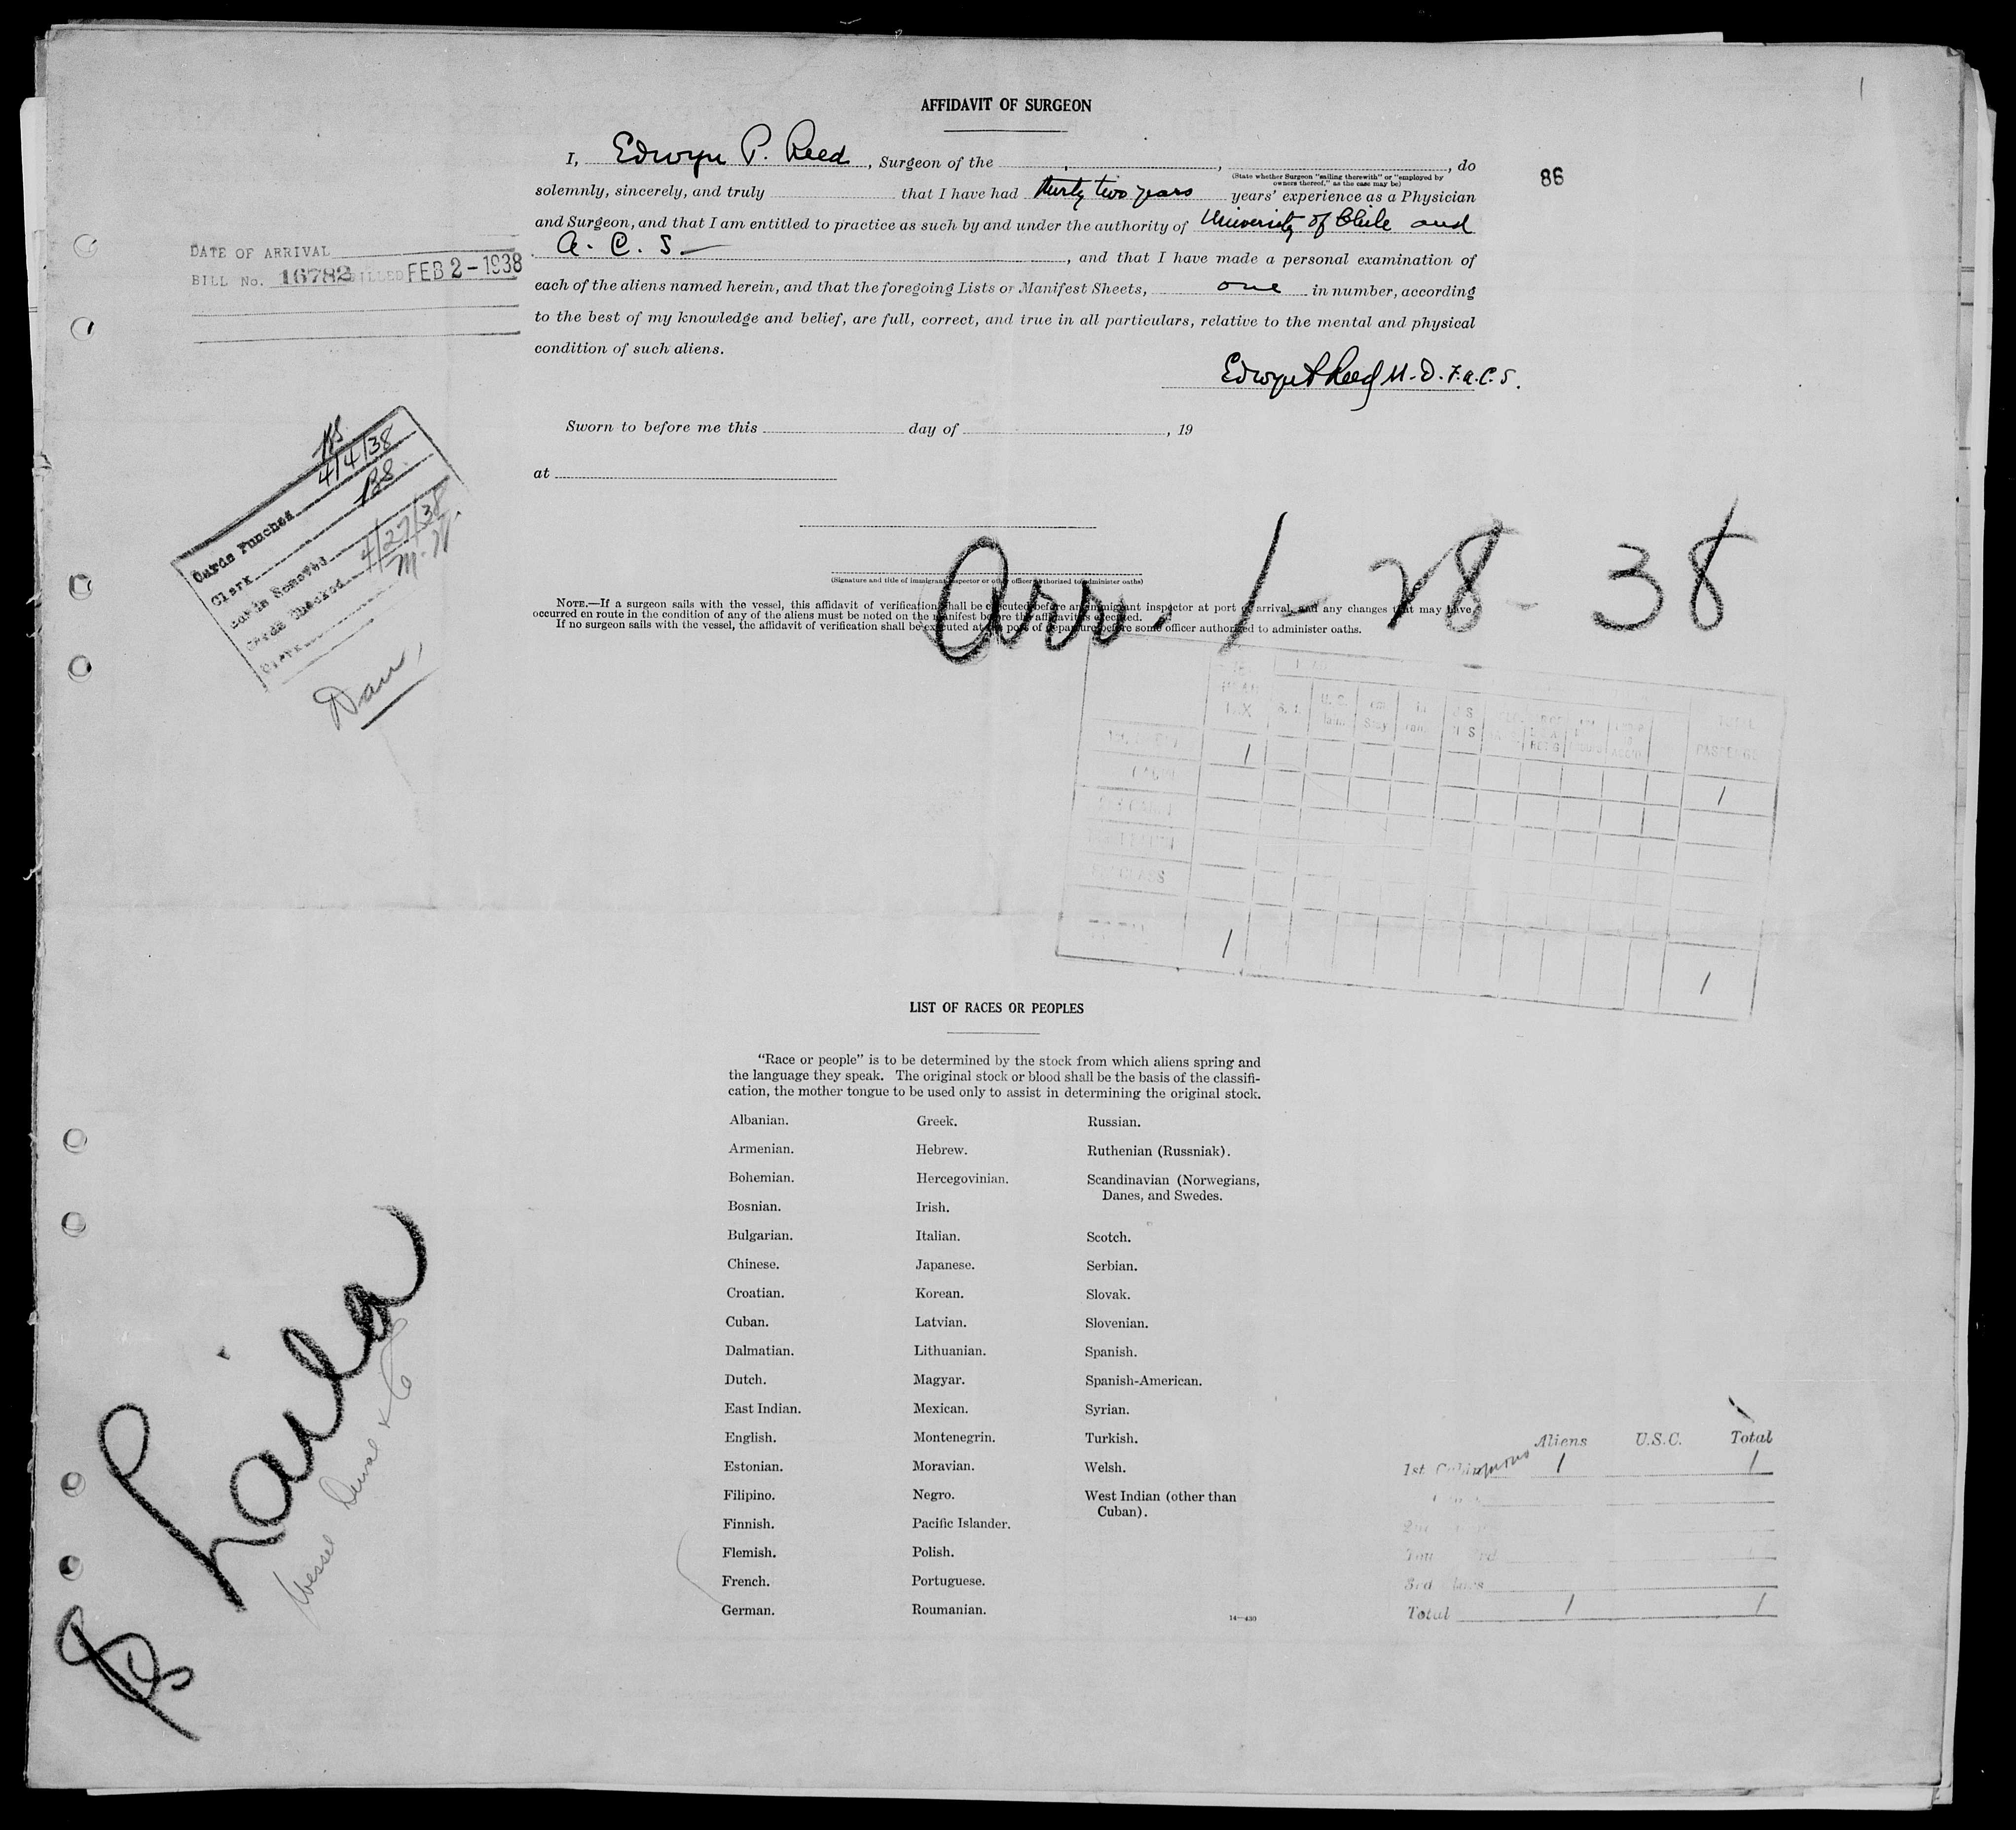 AFFIDAVIT OF SURGEON
I, Edwyn P. Reed, Surgeon of the , , do
(State whether Surgeon "sailing therewith" or "employed by owners thereof," as the case may be)
86
solemnly, sincerely, and truly that I have had thirty two years years' experience as a Physician
and Surgeon, and that I am entitled to practice as such by and under the authority of University of Chile and
A. C. S , and that I have made a personal examination of
each of the aliens named herein, and that the foregoing Lists or Manifest Sheets, one in number, according
to the best of my knowledge and belief, are full, correct, and true in all particulars, relative to the mental and physical
condition of such aliens.
Edwyn P Reed M.D. F.A.C.S.
DATE OF ARRIVAL
BILL No. 16782 BILLED FEB 2-1938
Sworn to before me this day of , 19
at
(Signature and title of immigrant inspector or other officer authorized to administer oaths)
NOTE.—If a surgeon sails with the vessel, this affidavit of verification shall be executed before an immigrant inspector at port of arrival, and any changes that may have
occurred en route in the condition of any of the aliens must be noted on the manifest before the affidavit is executed.
If no surgeon sails with the vessel, the affidavit of verification shall be executed at the port of departure before some officer authorized to administer oaths.
Arr. 1-28-38
Cards Punched 4/4/38
Clerk
Cards Checked 4/27/38
Clerk M.W.
TOTAL
PASSENGERS
1 1
1 1
LIST OF RACES OR PEOPLES
"Race or people" is to be determined by the stock from which aliens spring and
the language they speak. The original stock or blood shall be the basis of the classifi-
cation, the mother tongue to be used only to assist in determining the original stock.
Albanian.
Armenian.
Bohemian.
Bosnian.
Bulgarian.
Chinese.
Croatian.
Cuban.
Dalmatian.
Dutch.
East Indian.
English.
Estonian.
Filipino.
Finnish.
Flemish.
French.
German.
Greek.
Hebrew.
Hercegovinian.
Irish.
Italian.
Japanese.
Korean.
Latvian.
Lithuanian.
Magyar.
Mexican.
Montenegrin.
Moravian.
Negro.
Pacific Islander.
Polish.
Portuguese.
Roumanian.
Russian.
Ruthenian (Russniak).
Scandinavian (Norwegians,
Danes, and Swedes.
Scotch.
Serbian.
Slovak.
Slovenian.
Spanish.
Spanish-American.
Syrian.
Turkish.
Welsh.
West Indian (other than
Cuban).
14—430
Aliens U.S.C. Total
1st Cabin 1 1
3rd Class
Total 1 1
SS Laila
Wessel Duval & Co